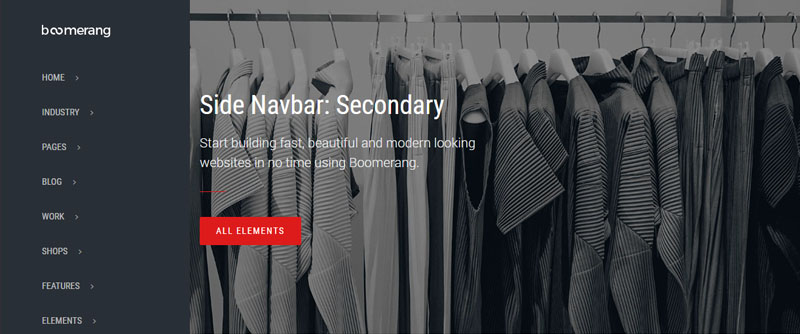 boomerang
HOME
INDUSTRY
PAGES
BLOG
WORK
SHOPS
FEATURES
ELEMENTS
Side Navbar: Secondary
Start building fast, beautiful and modern looking
websites in no time using Boomerang.
ALL ELEMENTS